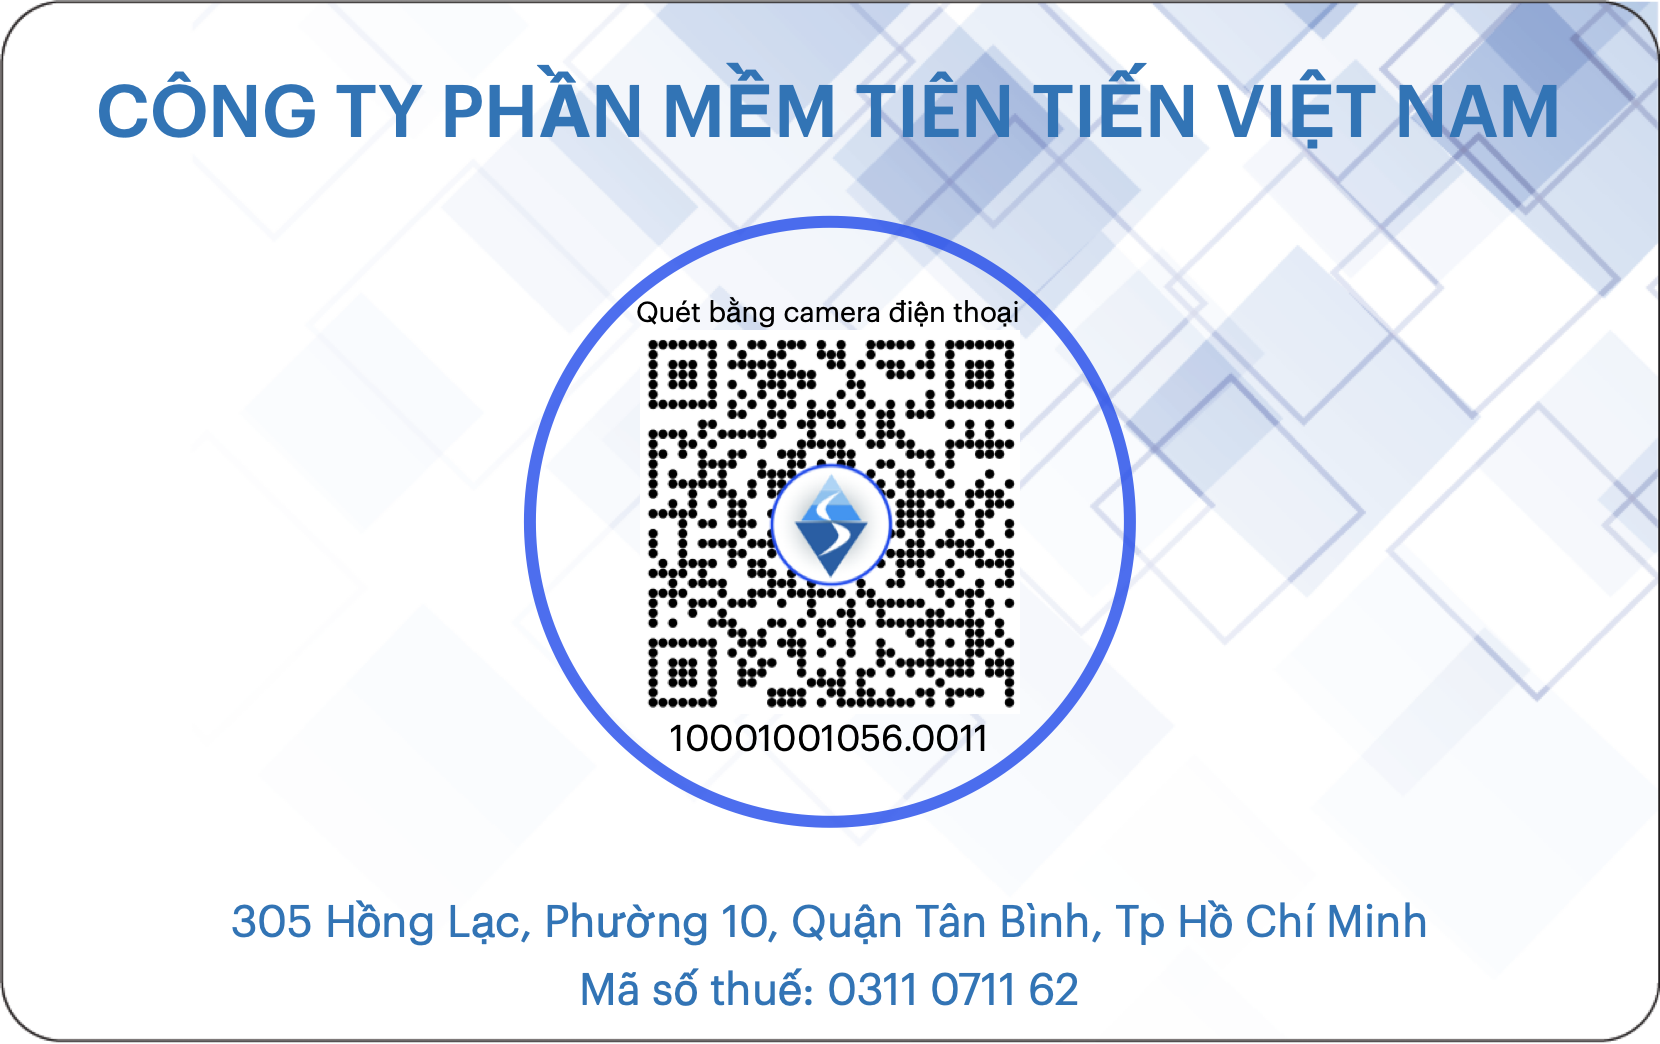 CÔNG TY PHẦN MỀM TIÊN TIẾN VIỆT NAM
Quét bằng camera điện thoại
10001001056.0011
305 Hồng Lạc, Phường 10, Quận Tân Bình, Tp Hồ Chí Minh
Mã số thuế: 0311 0711 62